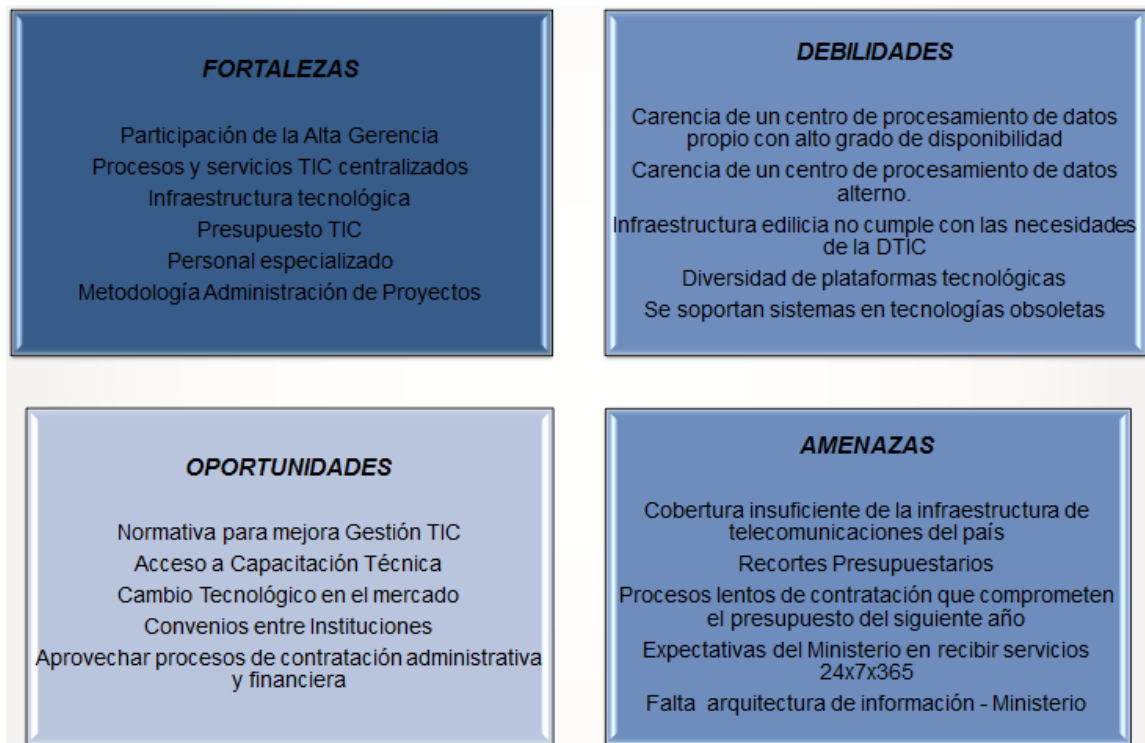 FORTALEZAS
Participación de la Alta Gerencia
Procesos y servicios TIC centralizados
Infraestructura tecnológica
Presupuesto TIC
Personal especializado
Metodología Administración de Proyectos
DEBILIDADES
Carencia de un centro de procesamiento de datos
propio con alto grado de disponibilidad
Carencia de un centro de procesamiento de datos
alterno.
Infraestructura edilicia no cumple con las necesidades
de la DTIC
Diversidad de plataformas tecnológicas
Se soportan sistemas en tecnologías obsoletas
OPORTUNIDADES
Normativa para mejora Gestión TIC
Acceso a Capacitación Técnica
Cambio Tecnológico en el mercado
Convenios entre Instituciones
Aprovechar procesos de contratación administrativa
y financiera
AMENAZAS
Cobertura insuficiente de la infraestructura de
telecomunicaciones del país
Recortes Presupuestarios
Procesos lentos de contratación que comprometen
el presupuesto del siguiente año
Expectativas del Ministerio en recibir servicios
24x7x365
Falta arquitectura de información - Ministerio